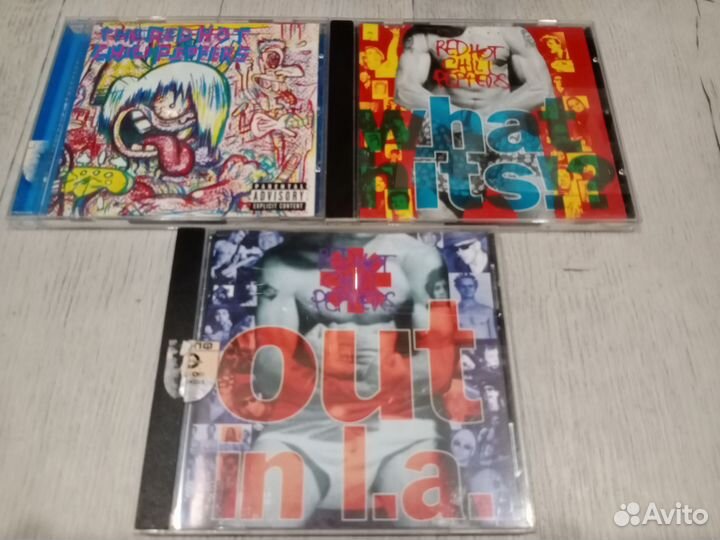 THE RED HOT
CHILI PEPPERS
PARENTAL
ADVISORY
EXPLICIT CONTENT
RED HOT
CHILI
PEPPERS
what
hits!?
RED HOT
CHILI
PEPPERS
out
in l.a.
Avito